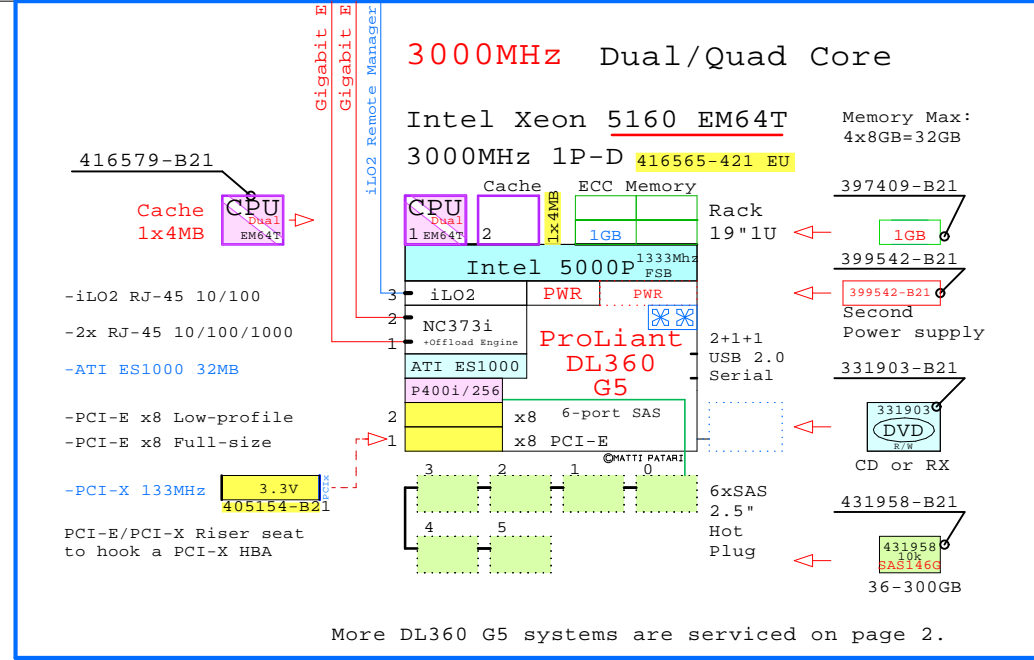 Gigabit E
Gigabit E
iLO2 Remote Manager
3000MHz Dual/Quad Core
Intel Xeon 5160 EM64T
3000MHz 1P-D 416565-421 EU
Memory Max:
4x8GB=32GB
416579-B21
Cache
1x4MB
CPU
Dual
EM64T
CPU
Dual
1 EM64T
Cache
2
1x4MB
ECC Memory
1GB
Rack
19"1U
397409-B21
1GB
Intel 5000P 1333Mhz
FSB
399542-B21
399542-B21
Second
Power supply
-iLO2 RJ-45 10/100
3
iLO2
PWR
PWR
-2x RJ-45 10/100/1000
2
1
NC373i
+Offload Engine
ProLiant
DL360
G5
2+1+1
USB 2.0
Serial
-ATI ES1000 32MB
ATI ES1000
P400i/256
331903-B21
331903
DVD
R/W
CD or RX
-PCI-E x8 Low-profile
2
x8 6-port SAS
-PCI-E x8 Full-size
1
x8 PCI-E
©MATTI PATARI
-PCI-X 133MHz
3.3V
PCIx
405154-B21
PCI-E/PCI-X Riser seat
to hook a PCI-X HBA
3 2 1 0
4 5
6xSAS
2.5"
Hot
Plug
431958-B21
431958
10k
SAS146G
36-300GB
More DL360 G5 systems are serviced on page 2.